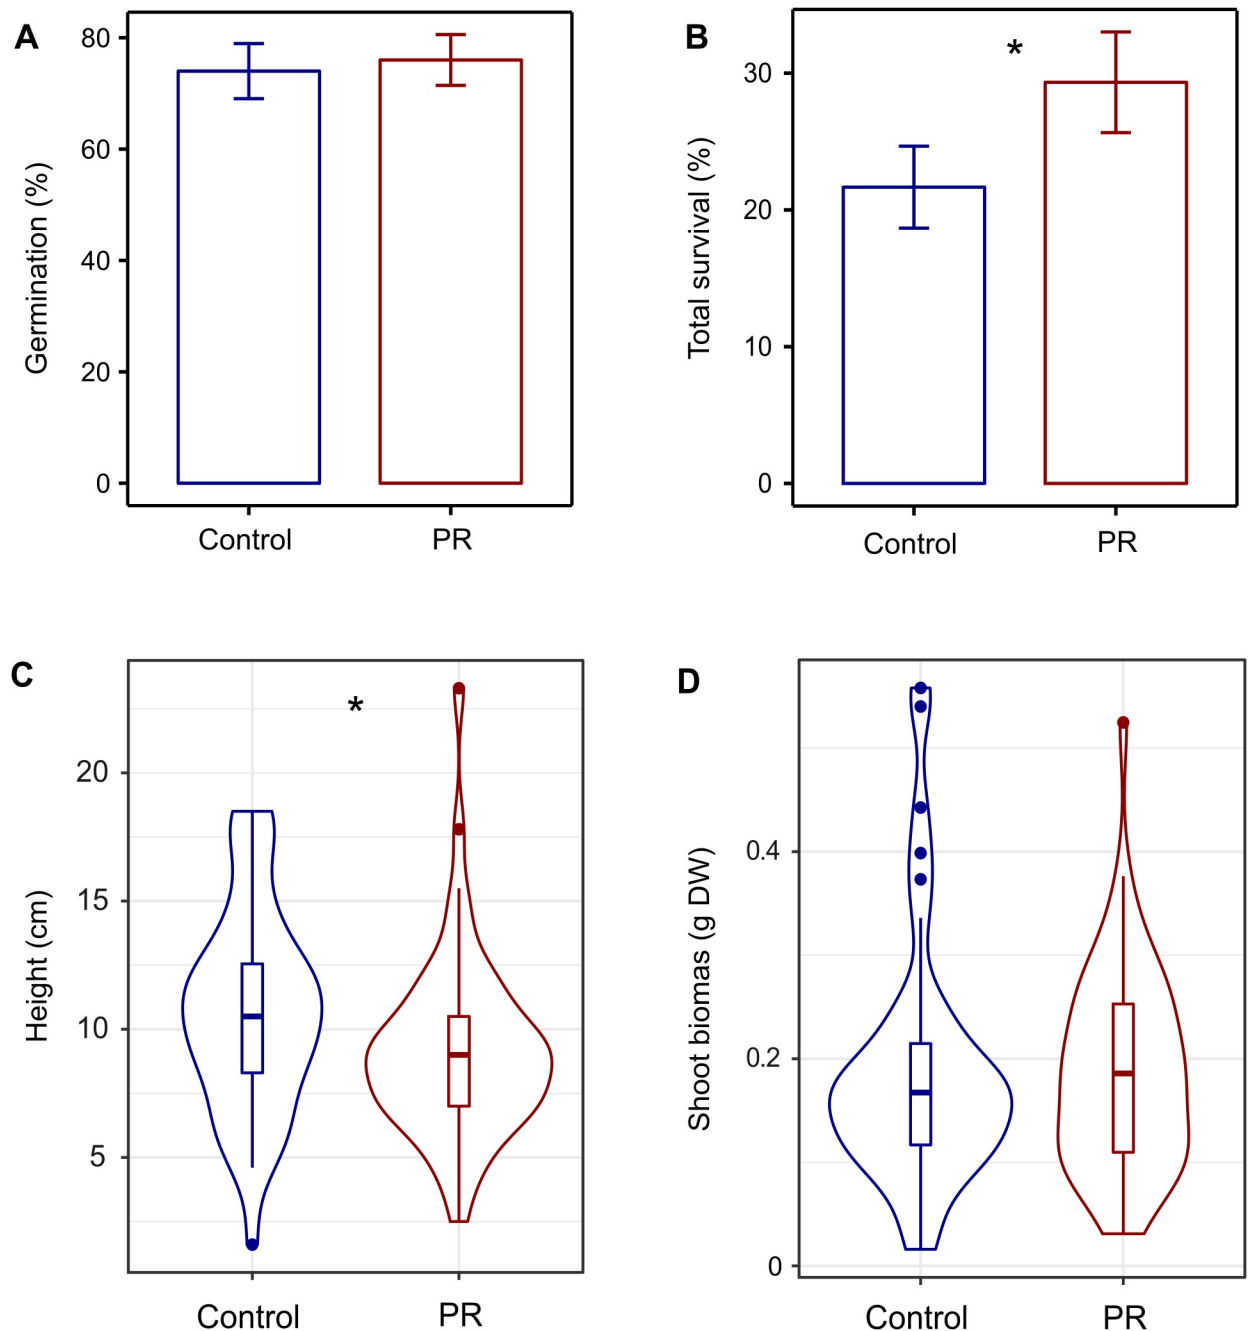 A
Germination (%)
80
60
40
20
0
Control PR
B
Total survival (%)
*
30
20
10
0
Control PR
C
Height (cm)
*
20
15
10
5
Control PR
D
Shoot biomas (g DW)
0.4
0.2
0
Control PR